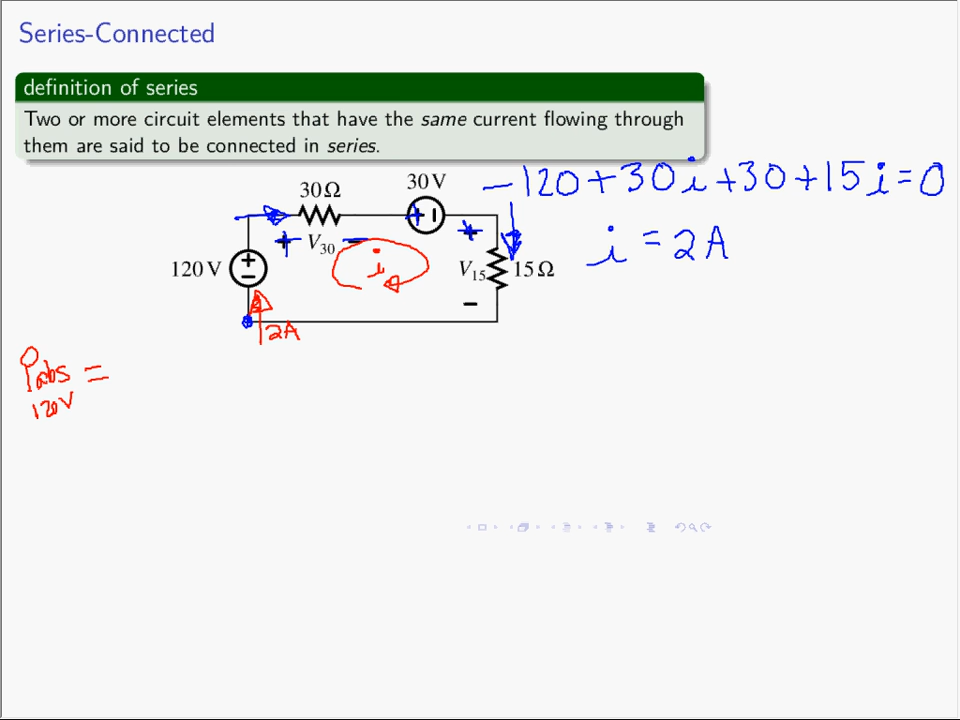 Series-Connected
definition of series
Two or more circuit elements that have the same current flowing through
them are said to be connected in series.
-120+30i+30+15i=0
i=2A
30Ω
30V
+ V30 -
i
+
120V
+
-
+
-
V15
15Ω
-
2A
Pabs =
120V